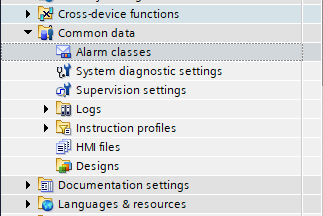 Cross-device functions
Common data
Alarm classes
System diagnostic settings
Supervision settings
Logs
Instruction profiles
HMI files
Designs
Documentation settings
Languages & resources